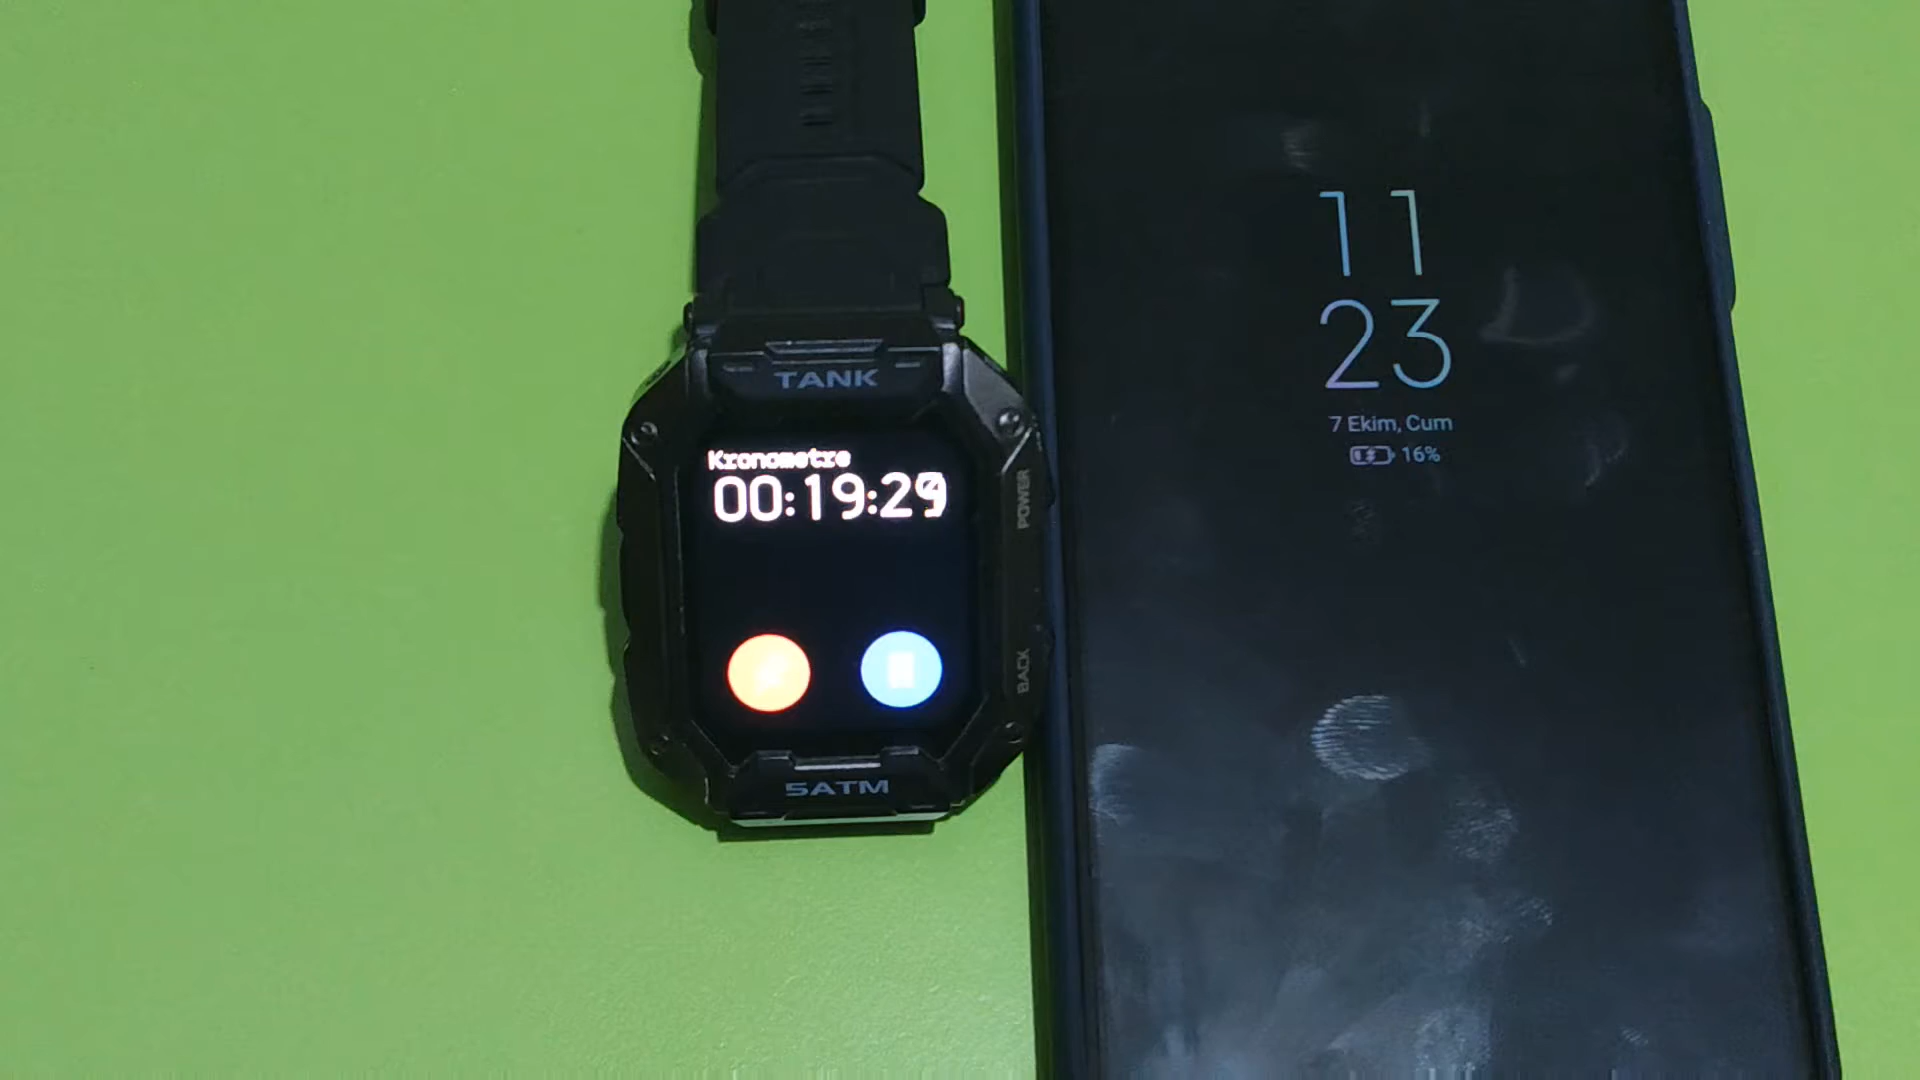 TANK
Kronometre
00:19:29
POWER
BACK
5ATM
11
23
7 Ekim, Cum
16%